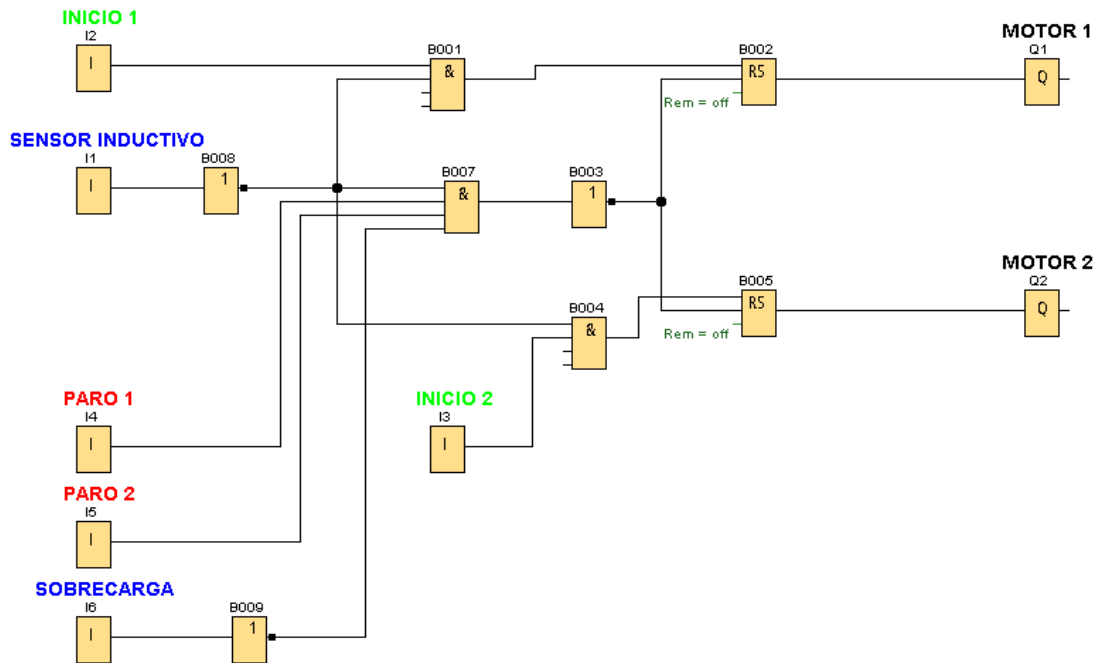 INICIO 1
I2
I
B001
&
B002
RS
Rem = off
MOTOR 1
Q1
Q
SENSOR INDUCTIVO
I1
I
B008
1
B007
&
B003
1
MOTOR 2
B005
RS
Rem = off
Q2
Q
B004
&
PARO 1
I4
I
INICIO 2
I3
I
PARO 2
I5
I
SOBRECARGA
I6
I
B009
1